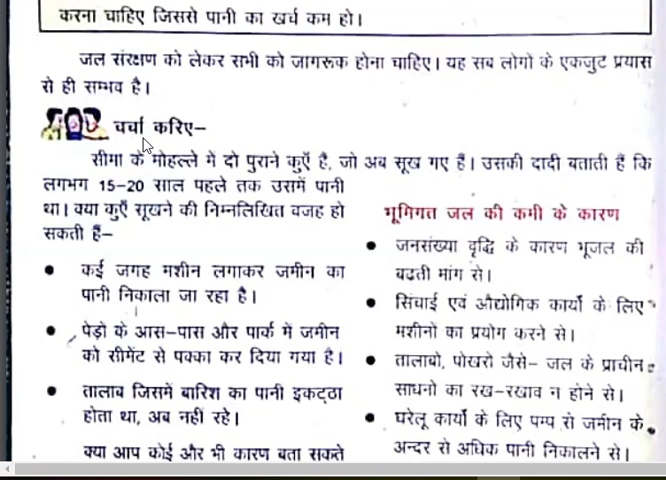 करना चाहिए जिससे पानी का खर्च कम हो।
जल संरक्षण को लेकर सभी को जागरूक होना चाहिए। यह सब लोगों के एकजुट प्रयास
से ही सम्भव है।
चर्चा करिए–
सीमा के मोहल्ले में दो पुराने कुएँ है, जो अब सूख गए हैं। उसकी दादी बताती हैं कि
लगभग 15–20 साल पहले तक उसमें पानी
था। क्या कुएँ सूखने की निम्नलिखित वजह हो
सकती हैं–
• कई जगह मशीन लगाकर जमीन का
पानी निकाला जा रहा है।
• पेड़ों के आस–पास और पार्क में जमीन
को सीमेंट से पक्का कर दिया गया है।
• तालाब जिसमें बारिश का पानी इकट्ठा
होता था, अब नहीं रहे।
क्या आप कोई और भी कारण बता सकते
भूमिगत जल की कमी के कारण
• जनसंख्या वृद्धि के कारण भूजल की
बढती मांग से।
• सिंचाई एवं औद्योगिक कार्यो के लिए
मशीनों का प्रयोग करने से।
• तालाबो, पोखरो जैसे– जल के प्राचीन
साधनो का रख–रखाव न होने से।
• घरेलू कार्यो के लिए पम्प से जमीन के
अन्दर से अधिक पानी निकालने से।